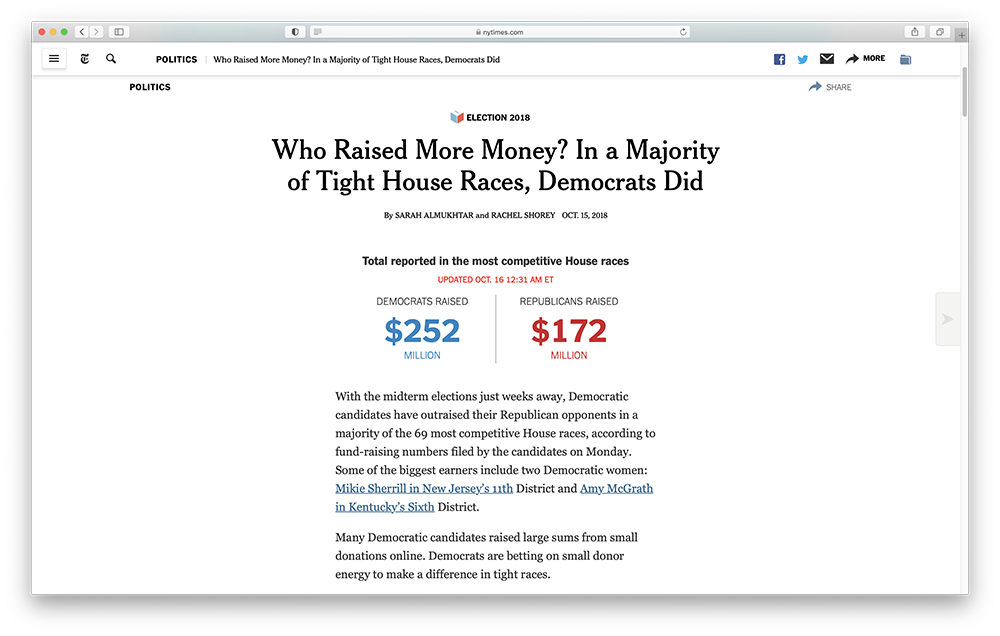 nytimes.com
POLITICS Who Raised More Money? In a Majority of Tight House Races, Democrats Did MORE
POLITICS SHARE
ELECTION 2018
Who Raised More Money? In a Majority
of Tight House Races, Democrats Did
By SARAH ALMUKHTAR and RACHEL SHOREY OCT. 15, 2018
Total reported in the most competitive House races
UPDATED OCT. 16 12:31 AM ET
DEMOCRATS RAISED
$252
MILLION
REPUBLICANS RAISED
$172
MILLION
With the midterm elections just weeks away, Democratic
candidates have outraised their Republican opponents in a
majority of the 69 most competitive House races, according to
fund-raising numbers filed by the candidates on Monday.
Some of the biggest earners include two Democratic women:
Mikie Sherrill in New Jersey's 11th District and Amy McGrath
in Kentucky's Sixth District.
Many Democratic candidates raised large sums from small
donations online. Democrats are betting on small donor
energy to make a difference in tight races.